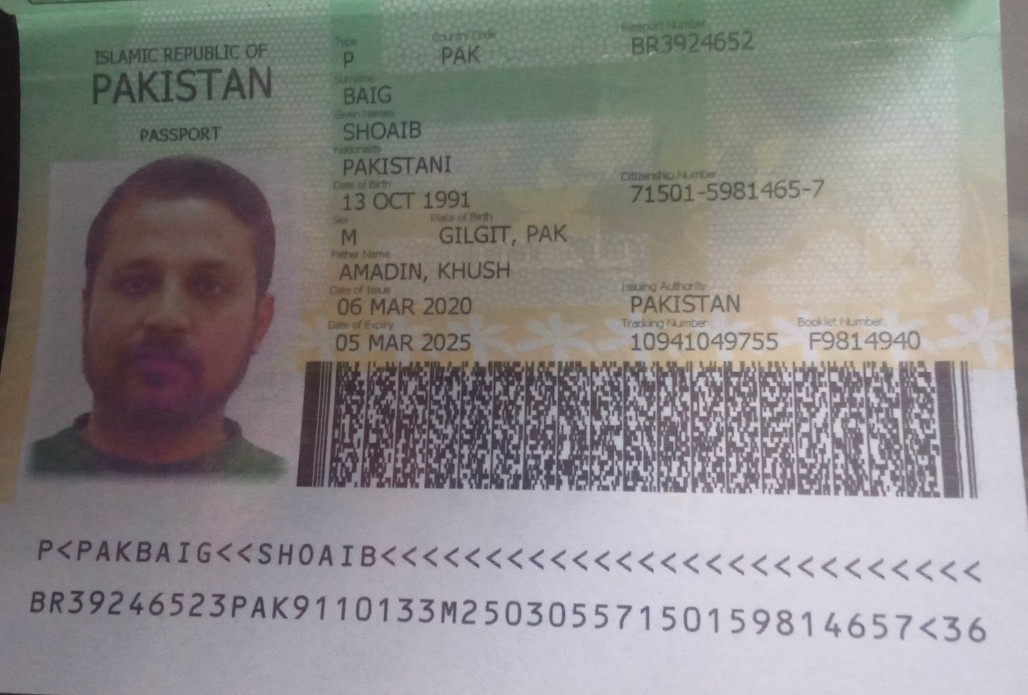 ISLAMIC REPUBLIC OF
PAKISTAN
PASSPORT
Type Country Code Passport Number
P PAK BR3924652
Surname
BAIG
Given Names
SHOAIB
Nationality
PAKISTANI
Date of Birth Citizenship Number
13 OCT 1991 71501-5981465-7
Sex Place of Birth
M GILGIT, PAK
Father Name
AMADIN, KHUSH
Date of Issue Issuing Authority
06 MAR 2020 PAKISTAN
Date of Expiry Tracking Number Booklet Number
05 MAR 2025 10941049755 F9814940
P<PAKBAIG<<SHOAIB<<<<<<<<<<<<<<<<<<<<<<<<<<<
BR39246523PAK9110133M25030557150159814657<36